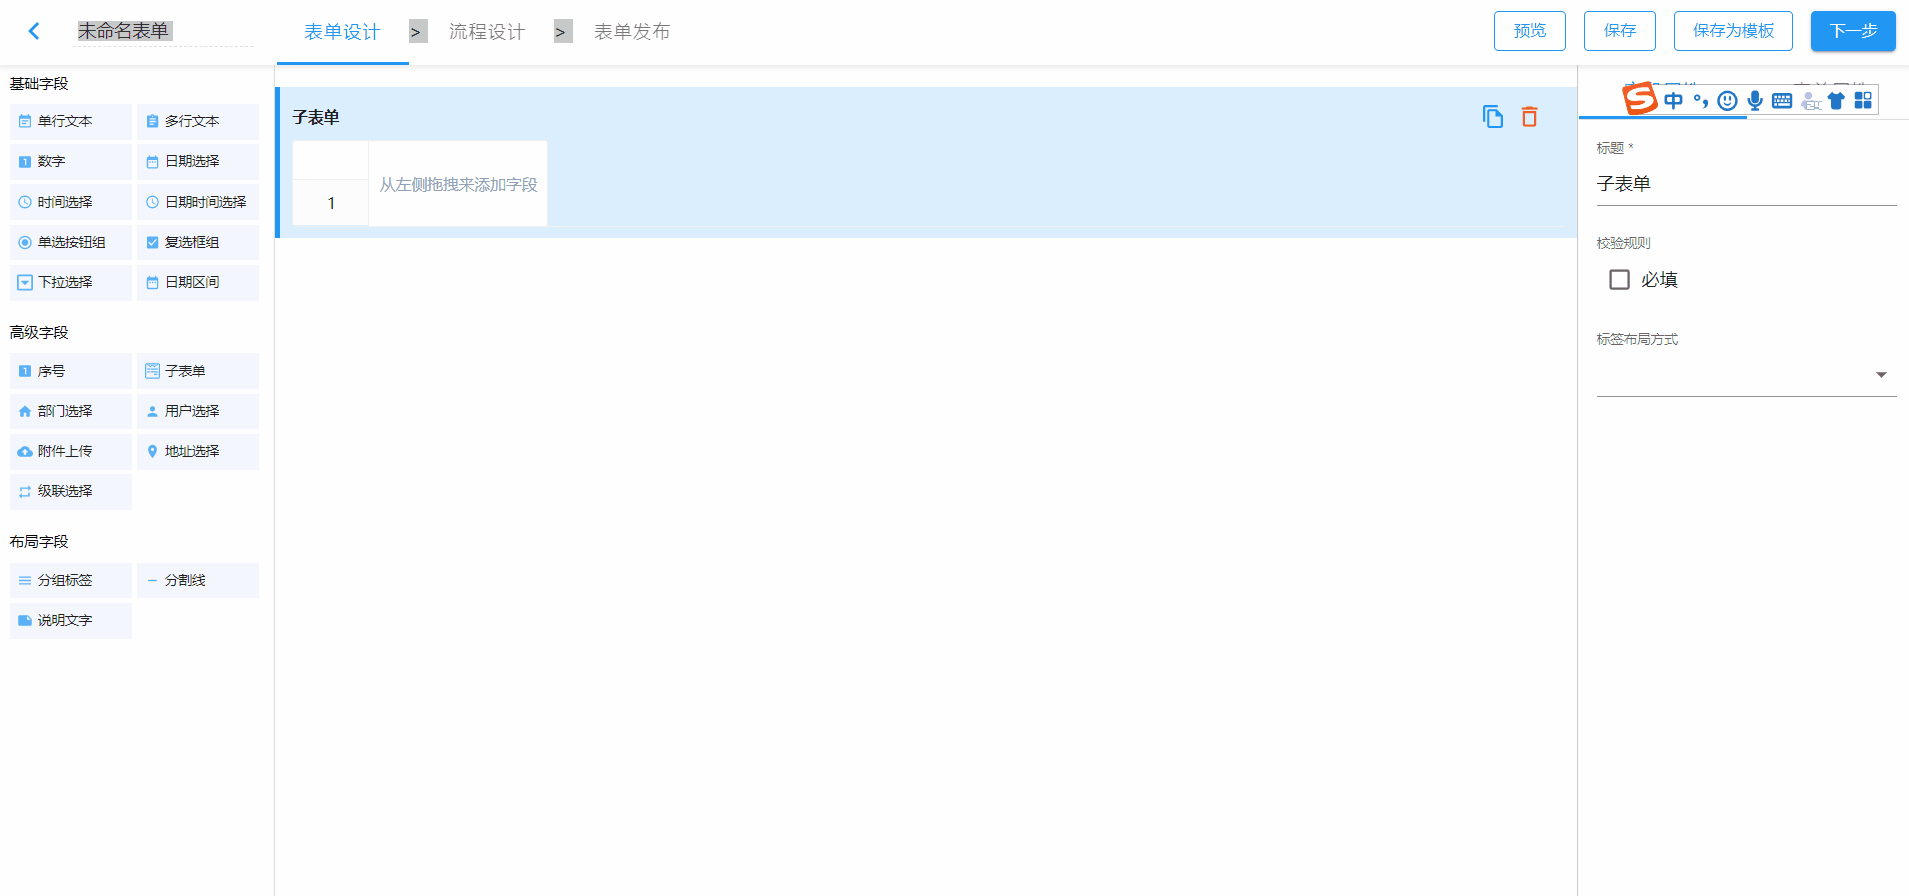 未命名表单
表单设计 > 流程设计 > 表单发布
预览 保存 保存为模板 下一步
基础字段
单行文本 多行文本
数字 日期选择
时间选择 日期时间选择
单选按钮组 复选框组
下拉选择 日期区间
高级字段
序号 子表单
部门选择 用户选择
附件上传 地址选择
级联选择
布局字段
分组标签 分割线
说明文字
子表单
从左侧拖拽来添加字段
1
中
标题 *
子表单
校验规则
必填
标签布局方式